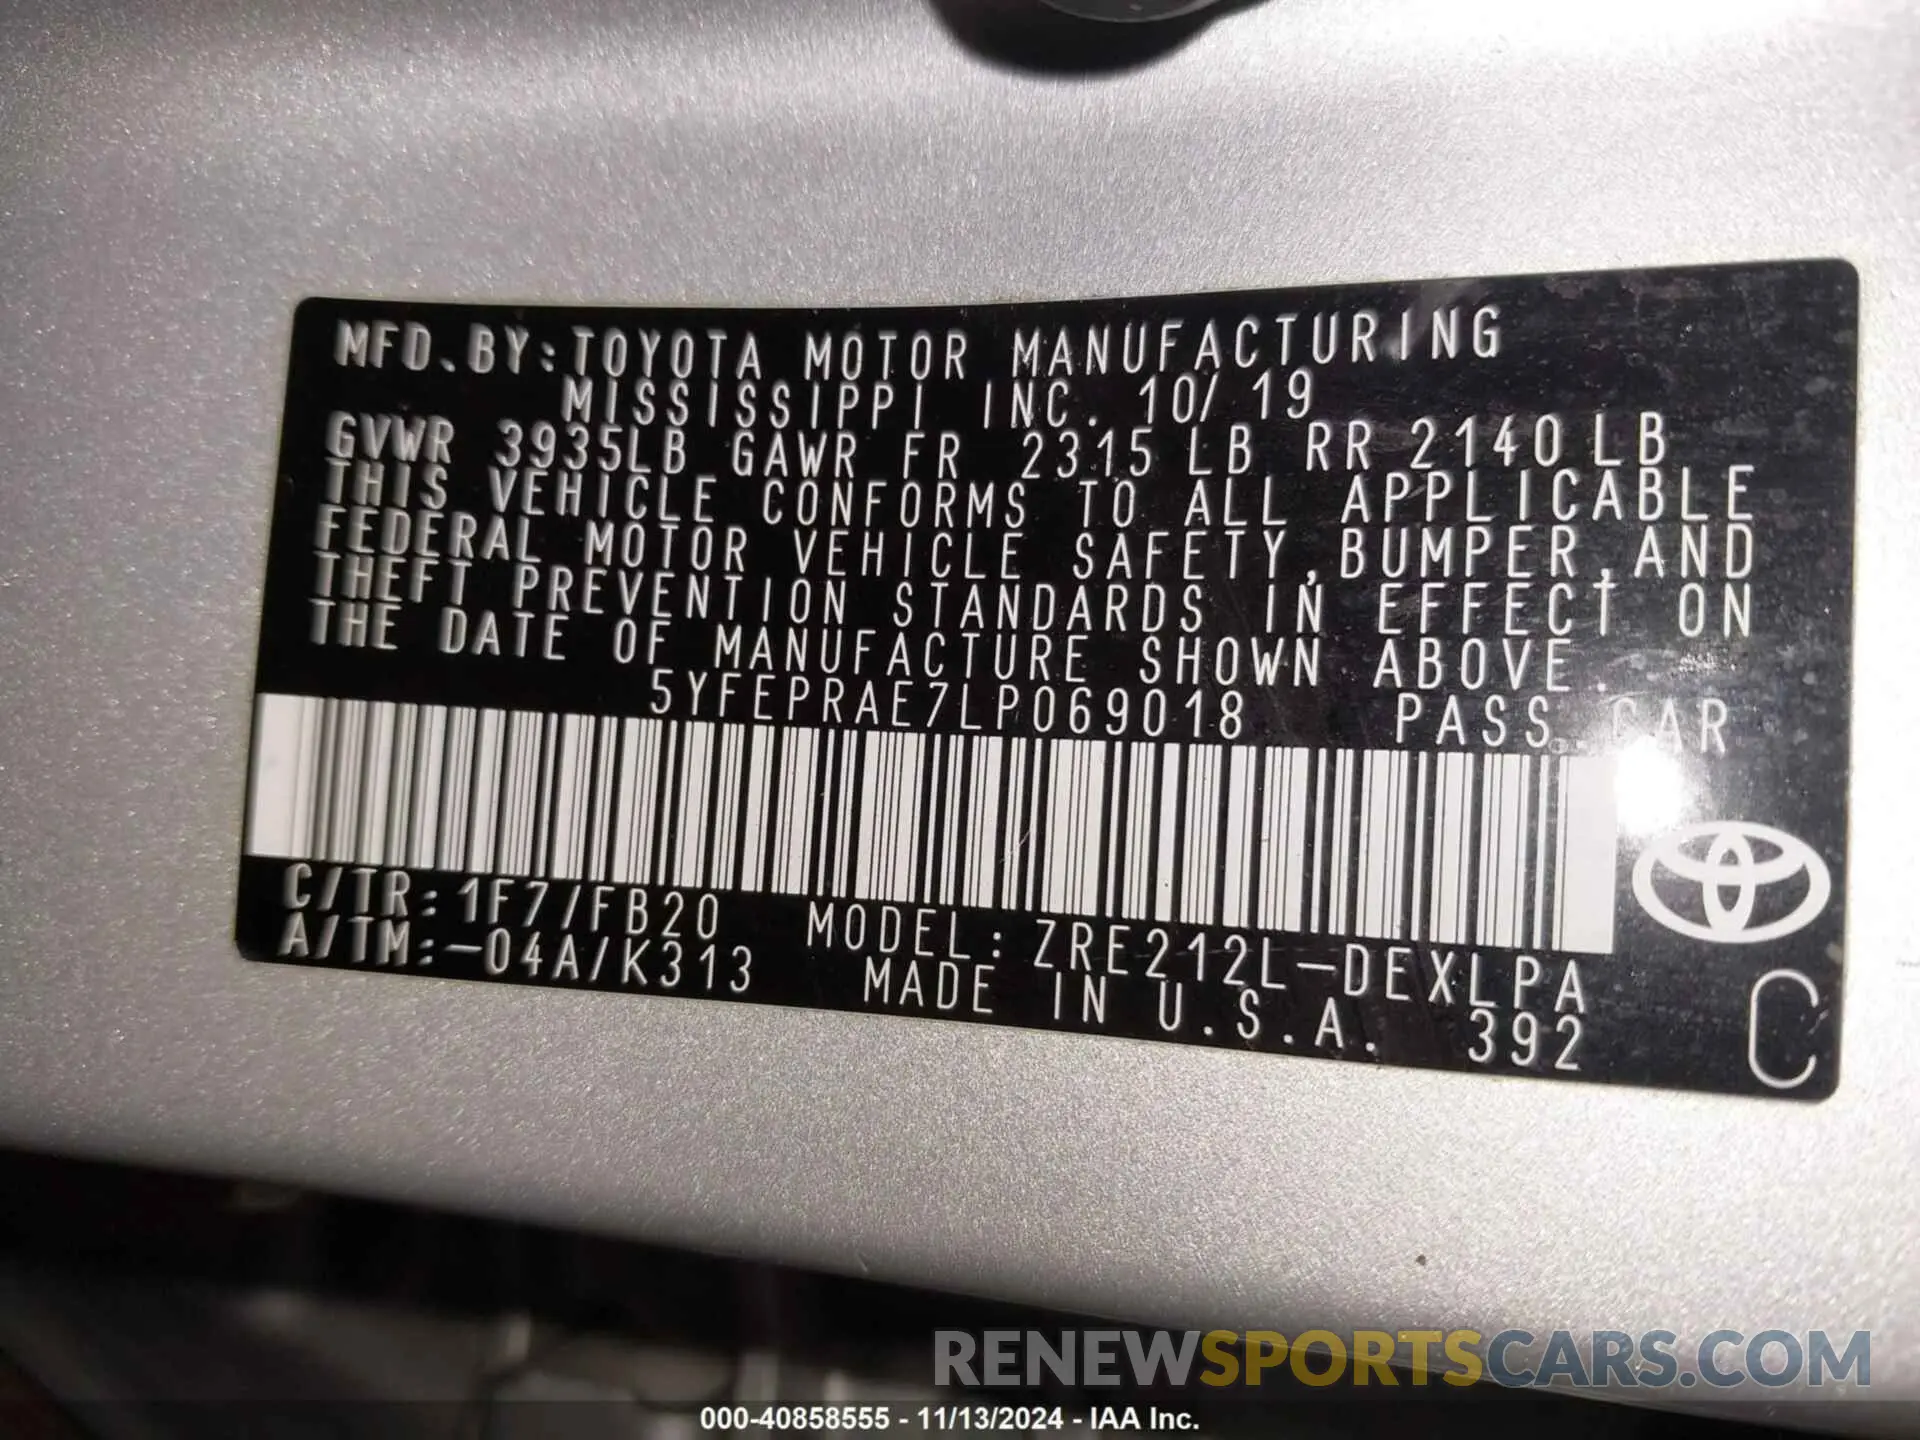 MFD.BY:TOYOTA MOTOR MANUFACTURING
MISSISSIPPI INC. 10/19
GVWR 3935LB GAWR FR 2315LB RR 2140LB
THIS VEHICLE CONFORMS TO ALL APPLICABLE
FEDERAL MOTOR VEHICLE SAFETY,BUMPER,AND
THEFT PREVENTION STANDARDS IN EFFECT ON
THE DATE OF MANUFACTURE SHOWN ABOVE.
5YFEPRAE7LP069018 PASS.CAR
C/TR:1F7/FB20 MODEL:ZRE212L-DEXLPA
A/TM:-04A/K313 MADE IN U.S.A. 392
C
RENEWSPORTSCARS.COM
000-40858555 - 11/13/2024 - IAA Inc.